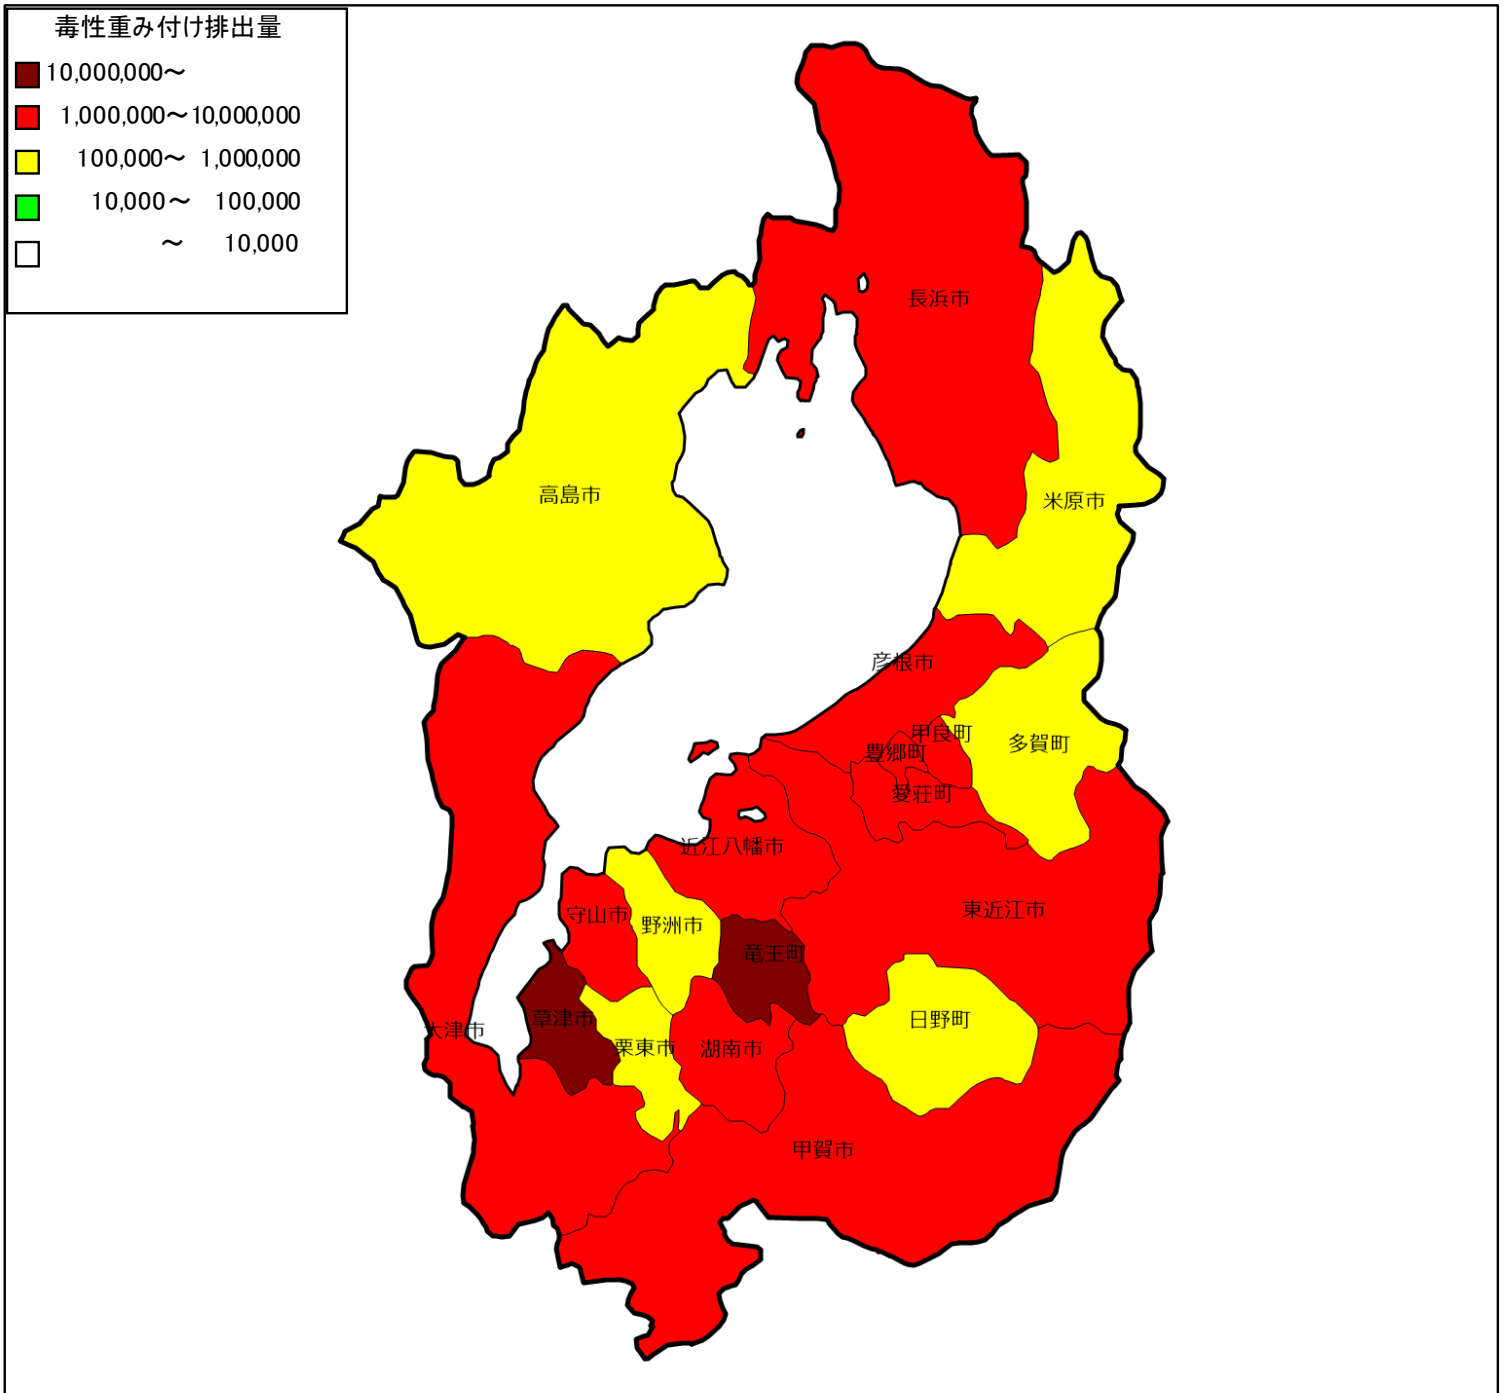 毒性重み付け排出量
10,000,000～
1,000,000～10,000,000
100,000～ 1,000,000
10,000～ 100,000
～ 10,000
長浜市
高島市
米原市
彦根市
甲良町
多賀町
豊郷町
愛荘町
近江八幡市
守山市
野洲市
東近江市
竜王町
草津市
日野町
大津市
栗東市
湖南市
甲賀市